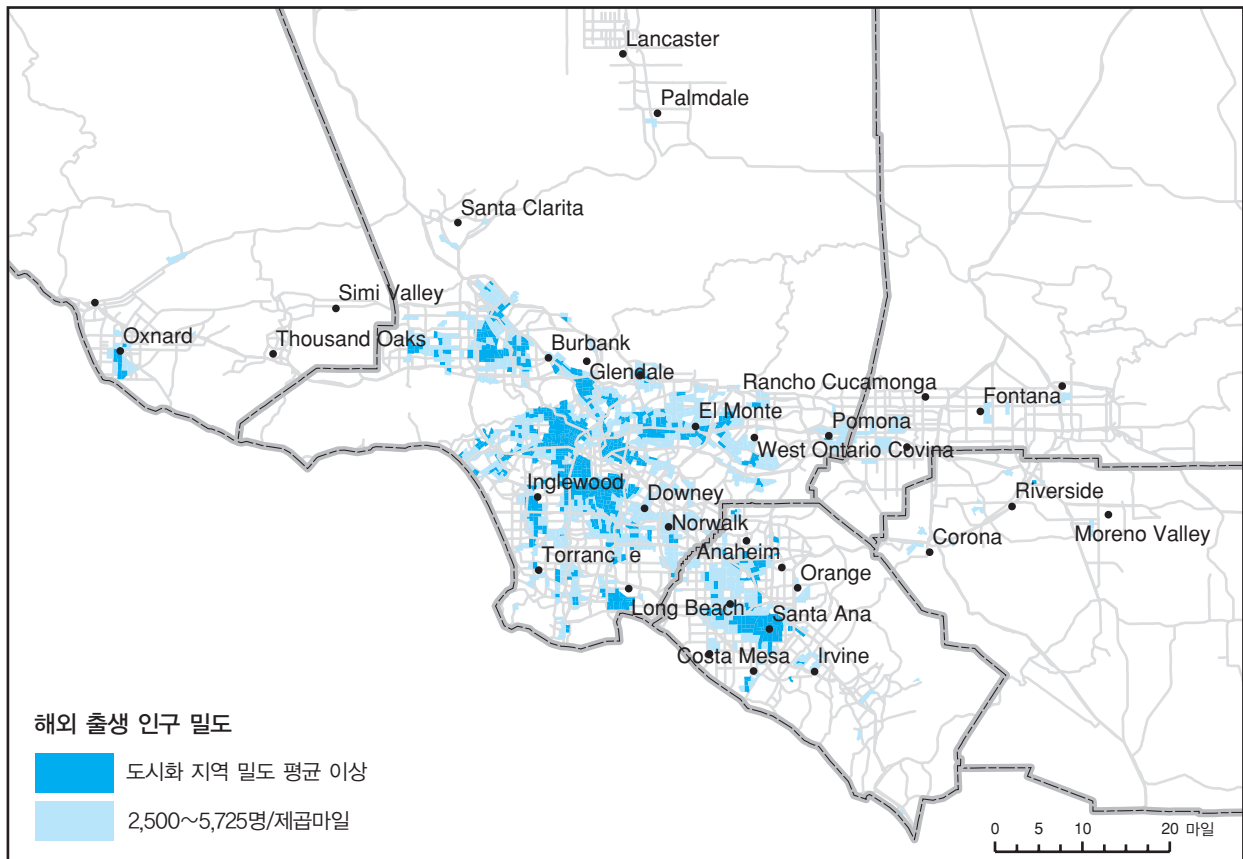 Lancaster
Palmdale
Santa Clarita
Simi Valley
Oxnard
Thousand Oaks
Burbank
Glendale
Rancho Cucamonga
Fontana
El Monte
Pomona
West Ontario Covina
Inglewood
Downey
Riverside
Norwalk
Moreno Valley
Corona
Anaheim
Torranc e
Orange
Long Beach
Santa Ana
Costa Mesa
Irvine
해외 출생 인구 밀도
도시화 지역 밀도 평균 이상
2,500～5,725명/제곱마일
0 5 10 20 마일